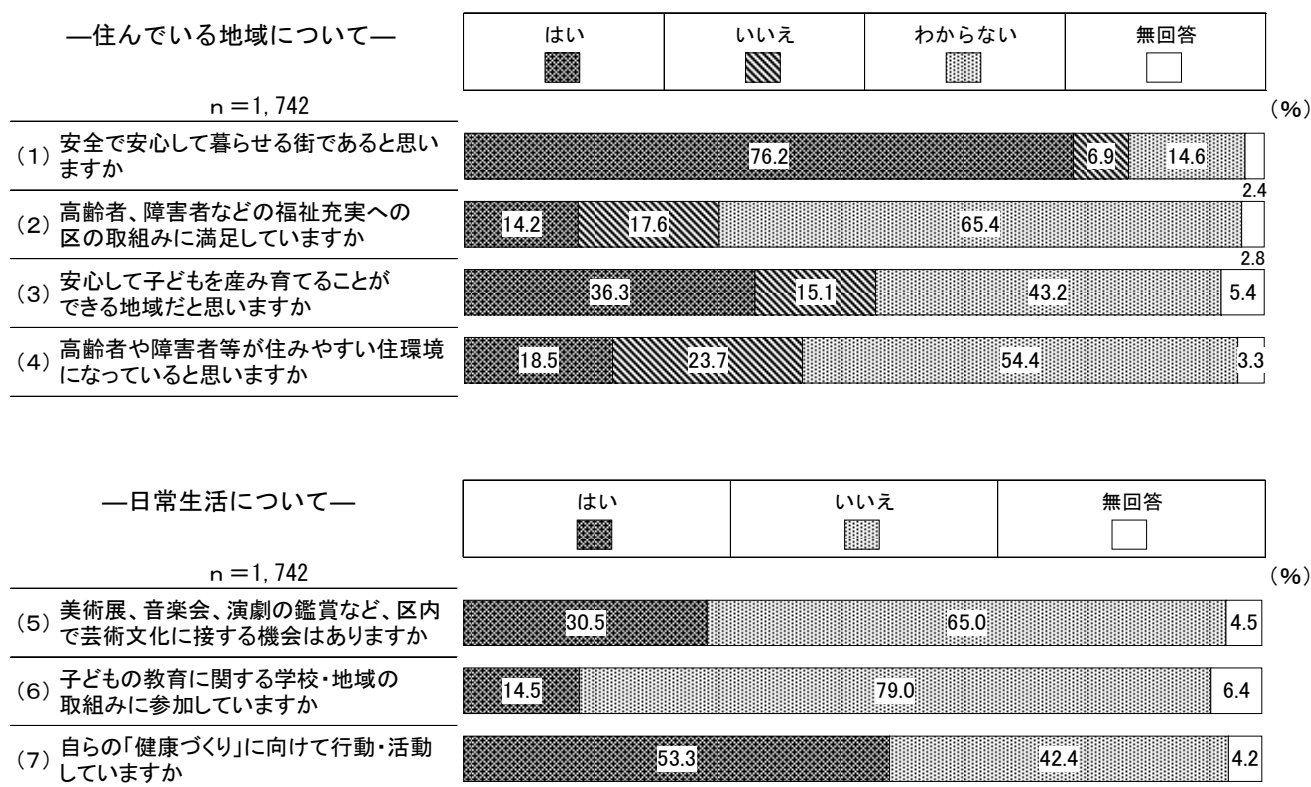 ―住んでいる地域について―
はい いいえ わからない 無回答
ｎ＝1,742
（%）
（1） 安全で安心して暮らせる街であると思い
ますか
76.2 6.9 14.6
2.4
（2） 高齢者、障害者などの福祉充実への
区の取組みに満足していますか
14.2 17.6 65.4
2.8
（3） 安心して子どもを産み育てることが
できる地域だと思いますか
36.3 15.1 43.2 5.4
（4） 高齢者や障害者等が住みやすい住環境
になっていると思いますか
18.5 23.7 54.4 3.3
―日常生活について―
はい いいえ 無回答
ｎ＝1,742
（%）
（5） 美術展、音楽会、演劇の鑑賞など、区内
で芸術文化に接する機会はありますか
30.5 65.0 4.5
（6） 子どもの教育に関する学校・地域の
取組みに参加していますか
14.5 79.0 6.4
（7） 自らの「健康づくり」に向けて行動・活動
していますか
53.3 42.4 4.2